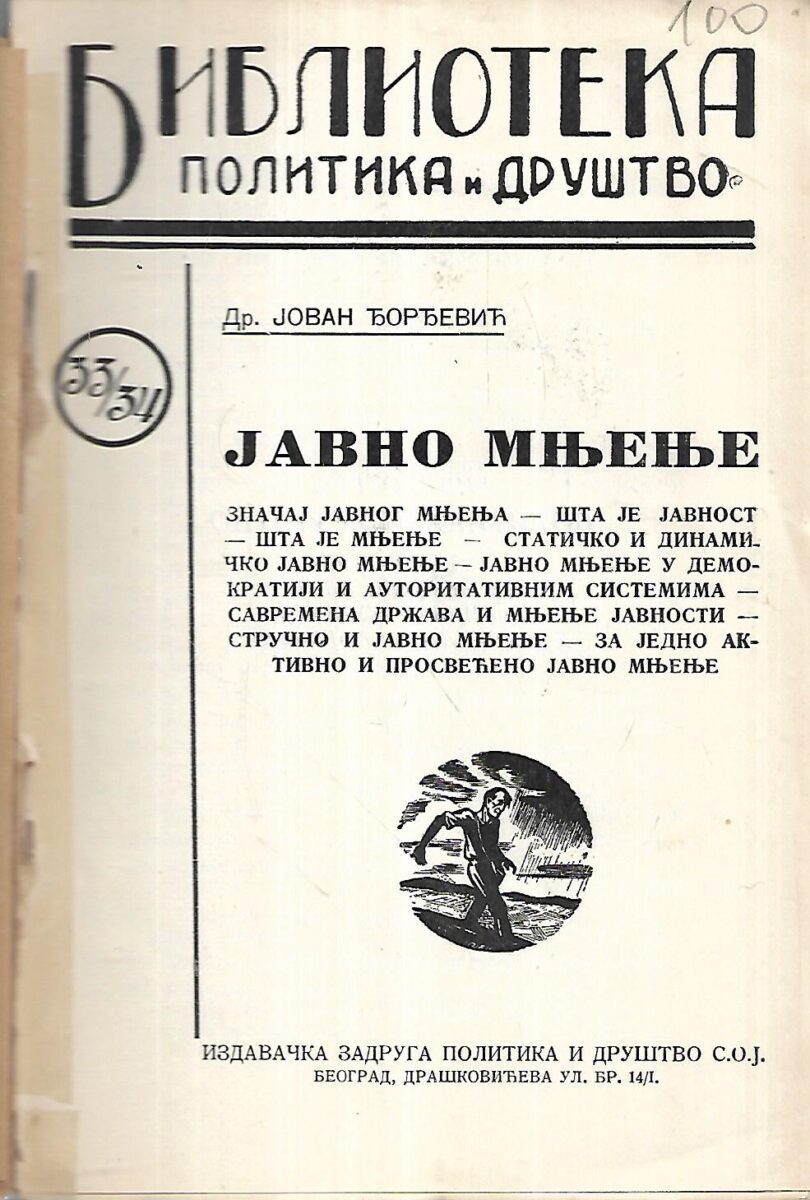 100
БИБЛИОТЕКА
ПОЛИТИКА и ДРУШТВО
Др. ЈОВАН ЂОРЂЕВИЋ
33/34
ЈАВНО МЊЕЊЕ
ЗНАЧАЈ ЈАВНОГ МЊЕЊА — ШТА ЈЕ ЈАВНОСТ
— ШТА ЈЕ МЊЕЊЕ — СТАТИЧКО И ДИНАМИ-
ЧКО ЈАВНО МЊЕЊЕ — ЈАВНО МЊЕЊЕ У ДЕМО-
КРАТИЈИ И АУТОРИТАТИВНИМ СИСТЕМИМА —
САВРЕМЕНА ДРЖАВА И МЊЕЊЕ ЈАВНОСТИ —
СТРУЧНО И ЈАВНО МЊЕЊЕ — ЗА ЈЕДНО АК-
ТИВНО И ПРОСВЕЋЕНО ЈАВНО МЊЕЊЕ
ИЗДАВАЧКА ЗАДРУГА ПОЛИТИКА И ДРУШТВО С.О.Ј.
БЕОГРАД, ДРАШКОВИЋЕВА УЛ. БР. 14/I.